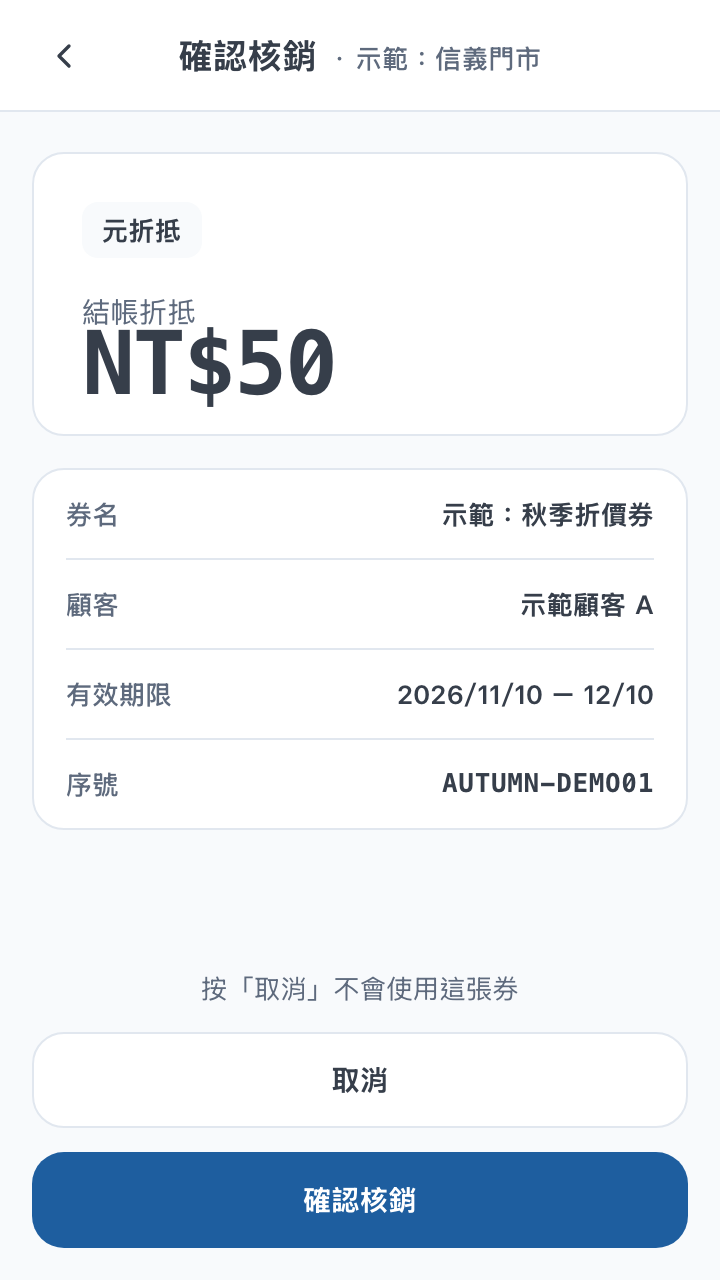 確認核銷 · 示範：信義門市
元折抵
結帳折抵
NT$50
券名 示範：秋季折價券
顧客 示範顧客 A
有效期限 2026/11/10 – 12/10
序號 AUTUMN-DEMO01
按「取消」不會使用這張券
取消
確認核銷